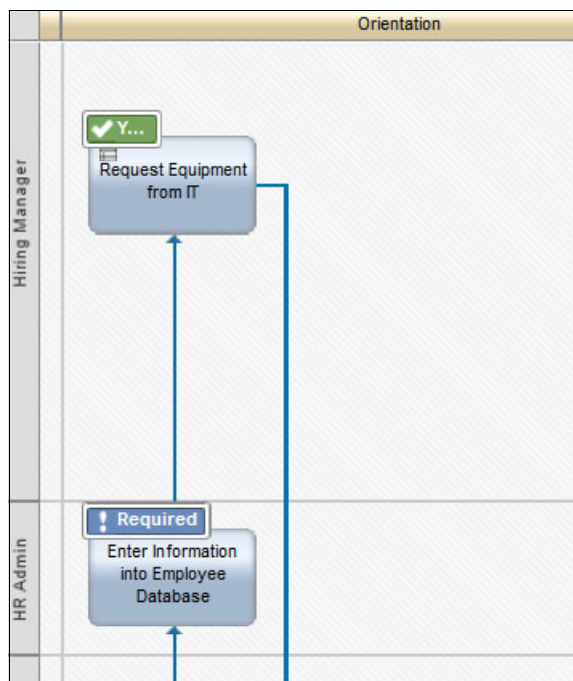 Orientation
Hiring Manager
Y...
Request Equipment
from IT
HR Admin
Required
Enter Information
into Employee
Database